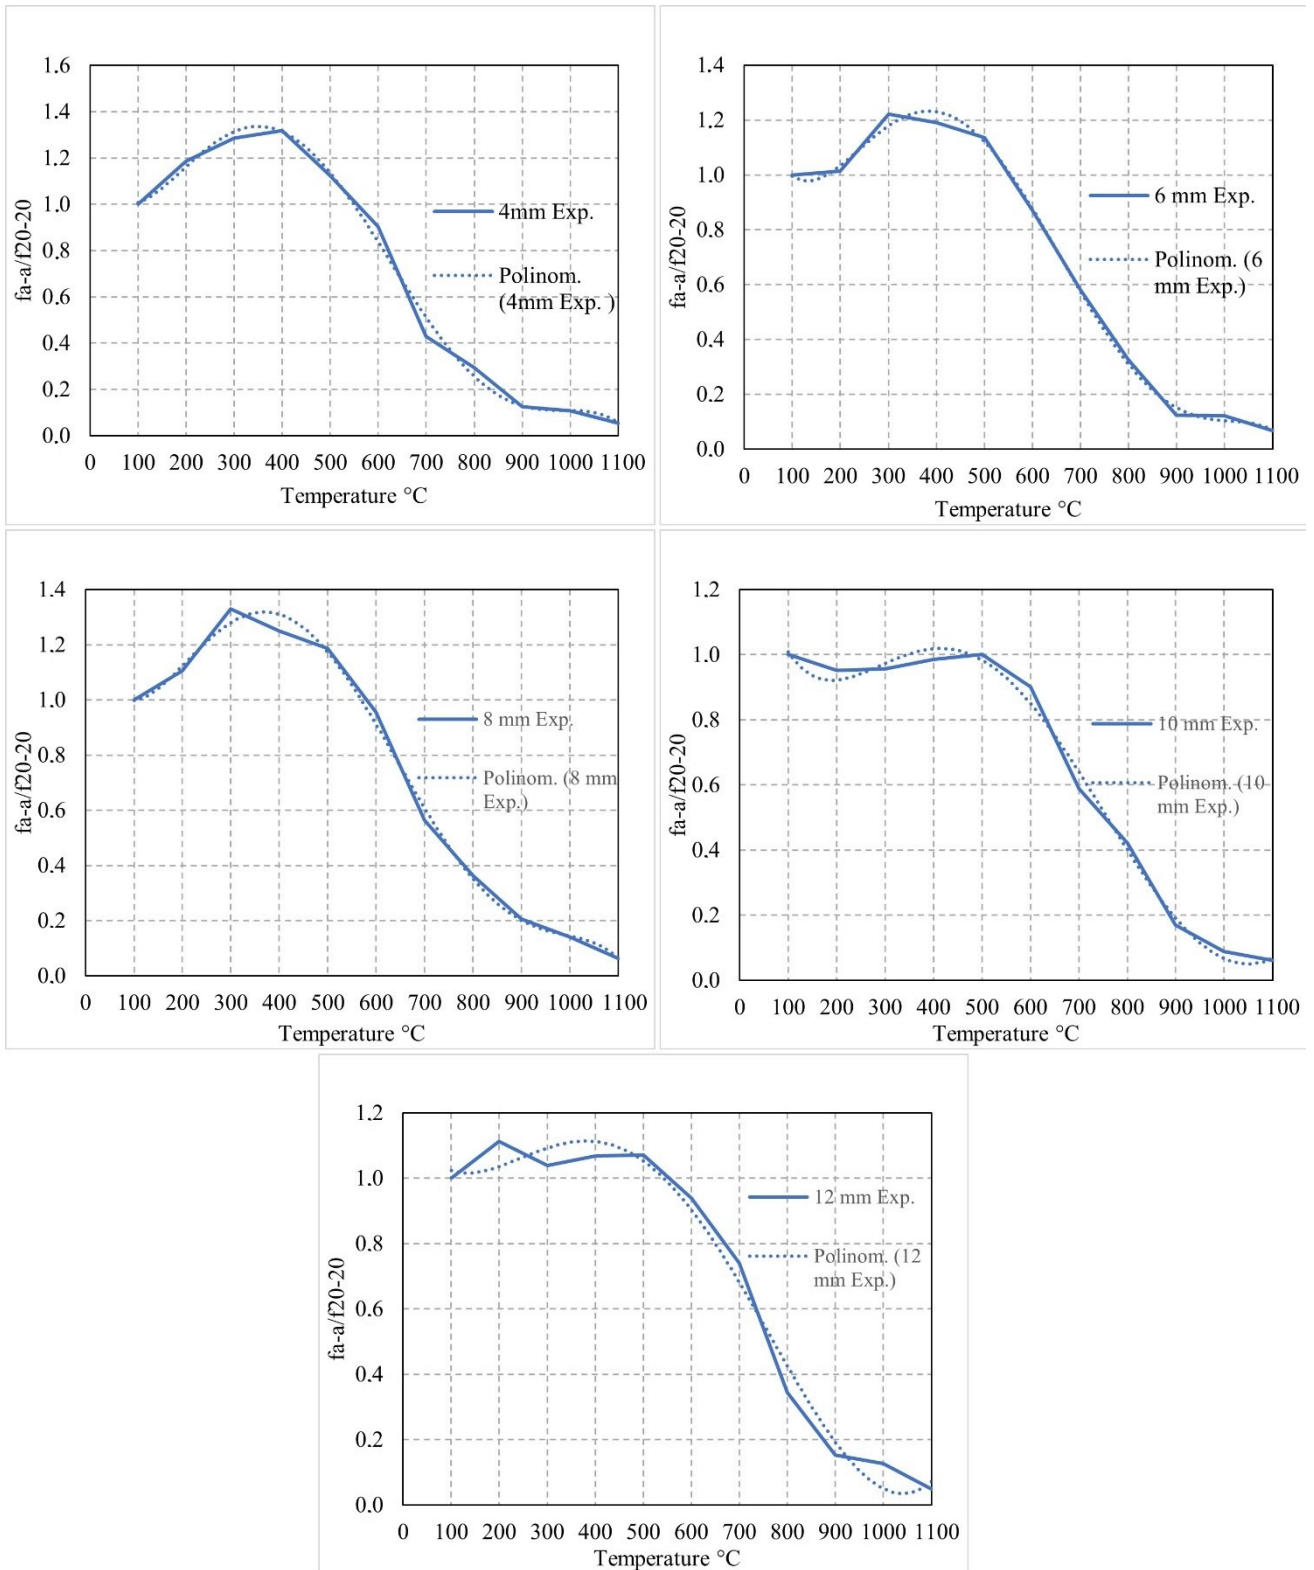 1.6
1.4
1.2
1.0
0.8
0.6
0.4
0.2
0.0
fa-a/f20-20
4mm Exp.
Polinom.
(4mm Exp. )
0 100 200 300 400 500 600 700 800 900 1000 1100
Temperature °C
1.4
1.2
1.0
0.8
0.6
0.4
0.2
0.0
fa-a/f20-20
6 mm Exp.
Polinom. (6
mm Exp.)
0 100 200 300 400 500 600 700 800 900 1000 1100
Temperature °C
1.4
1.2
1.0
0.8
0.6
0.4
0.2
0.0
fa-a/f20-20
8 mm Exp.
Polinom. (8 mm
Exp.)
0 100 200 300 400 500 600 700 800 900 1000 1100
Temperature °C
1.2
1.0
0.8
0.6
0.4
0.2
0.0
fa-a/f20-20
10 mm Exp.
Polinom. (10
mm Exp.)
0 100 200 300 400 500 600 700 800 900 1000 1100
Temperature °C
1.2
1.0
0.8
0.6
0.4
0.2
0.0
fa-a/f20-20
12 mm Exp.
Polinom. (12
mm Exp.)
0 100 200 300 400 500 600 700 800 900 1000 1100
Temperature °C